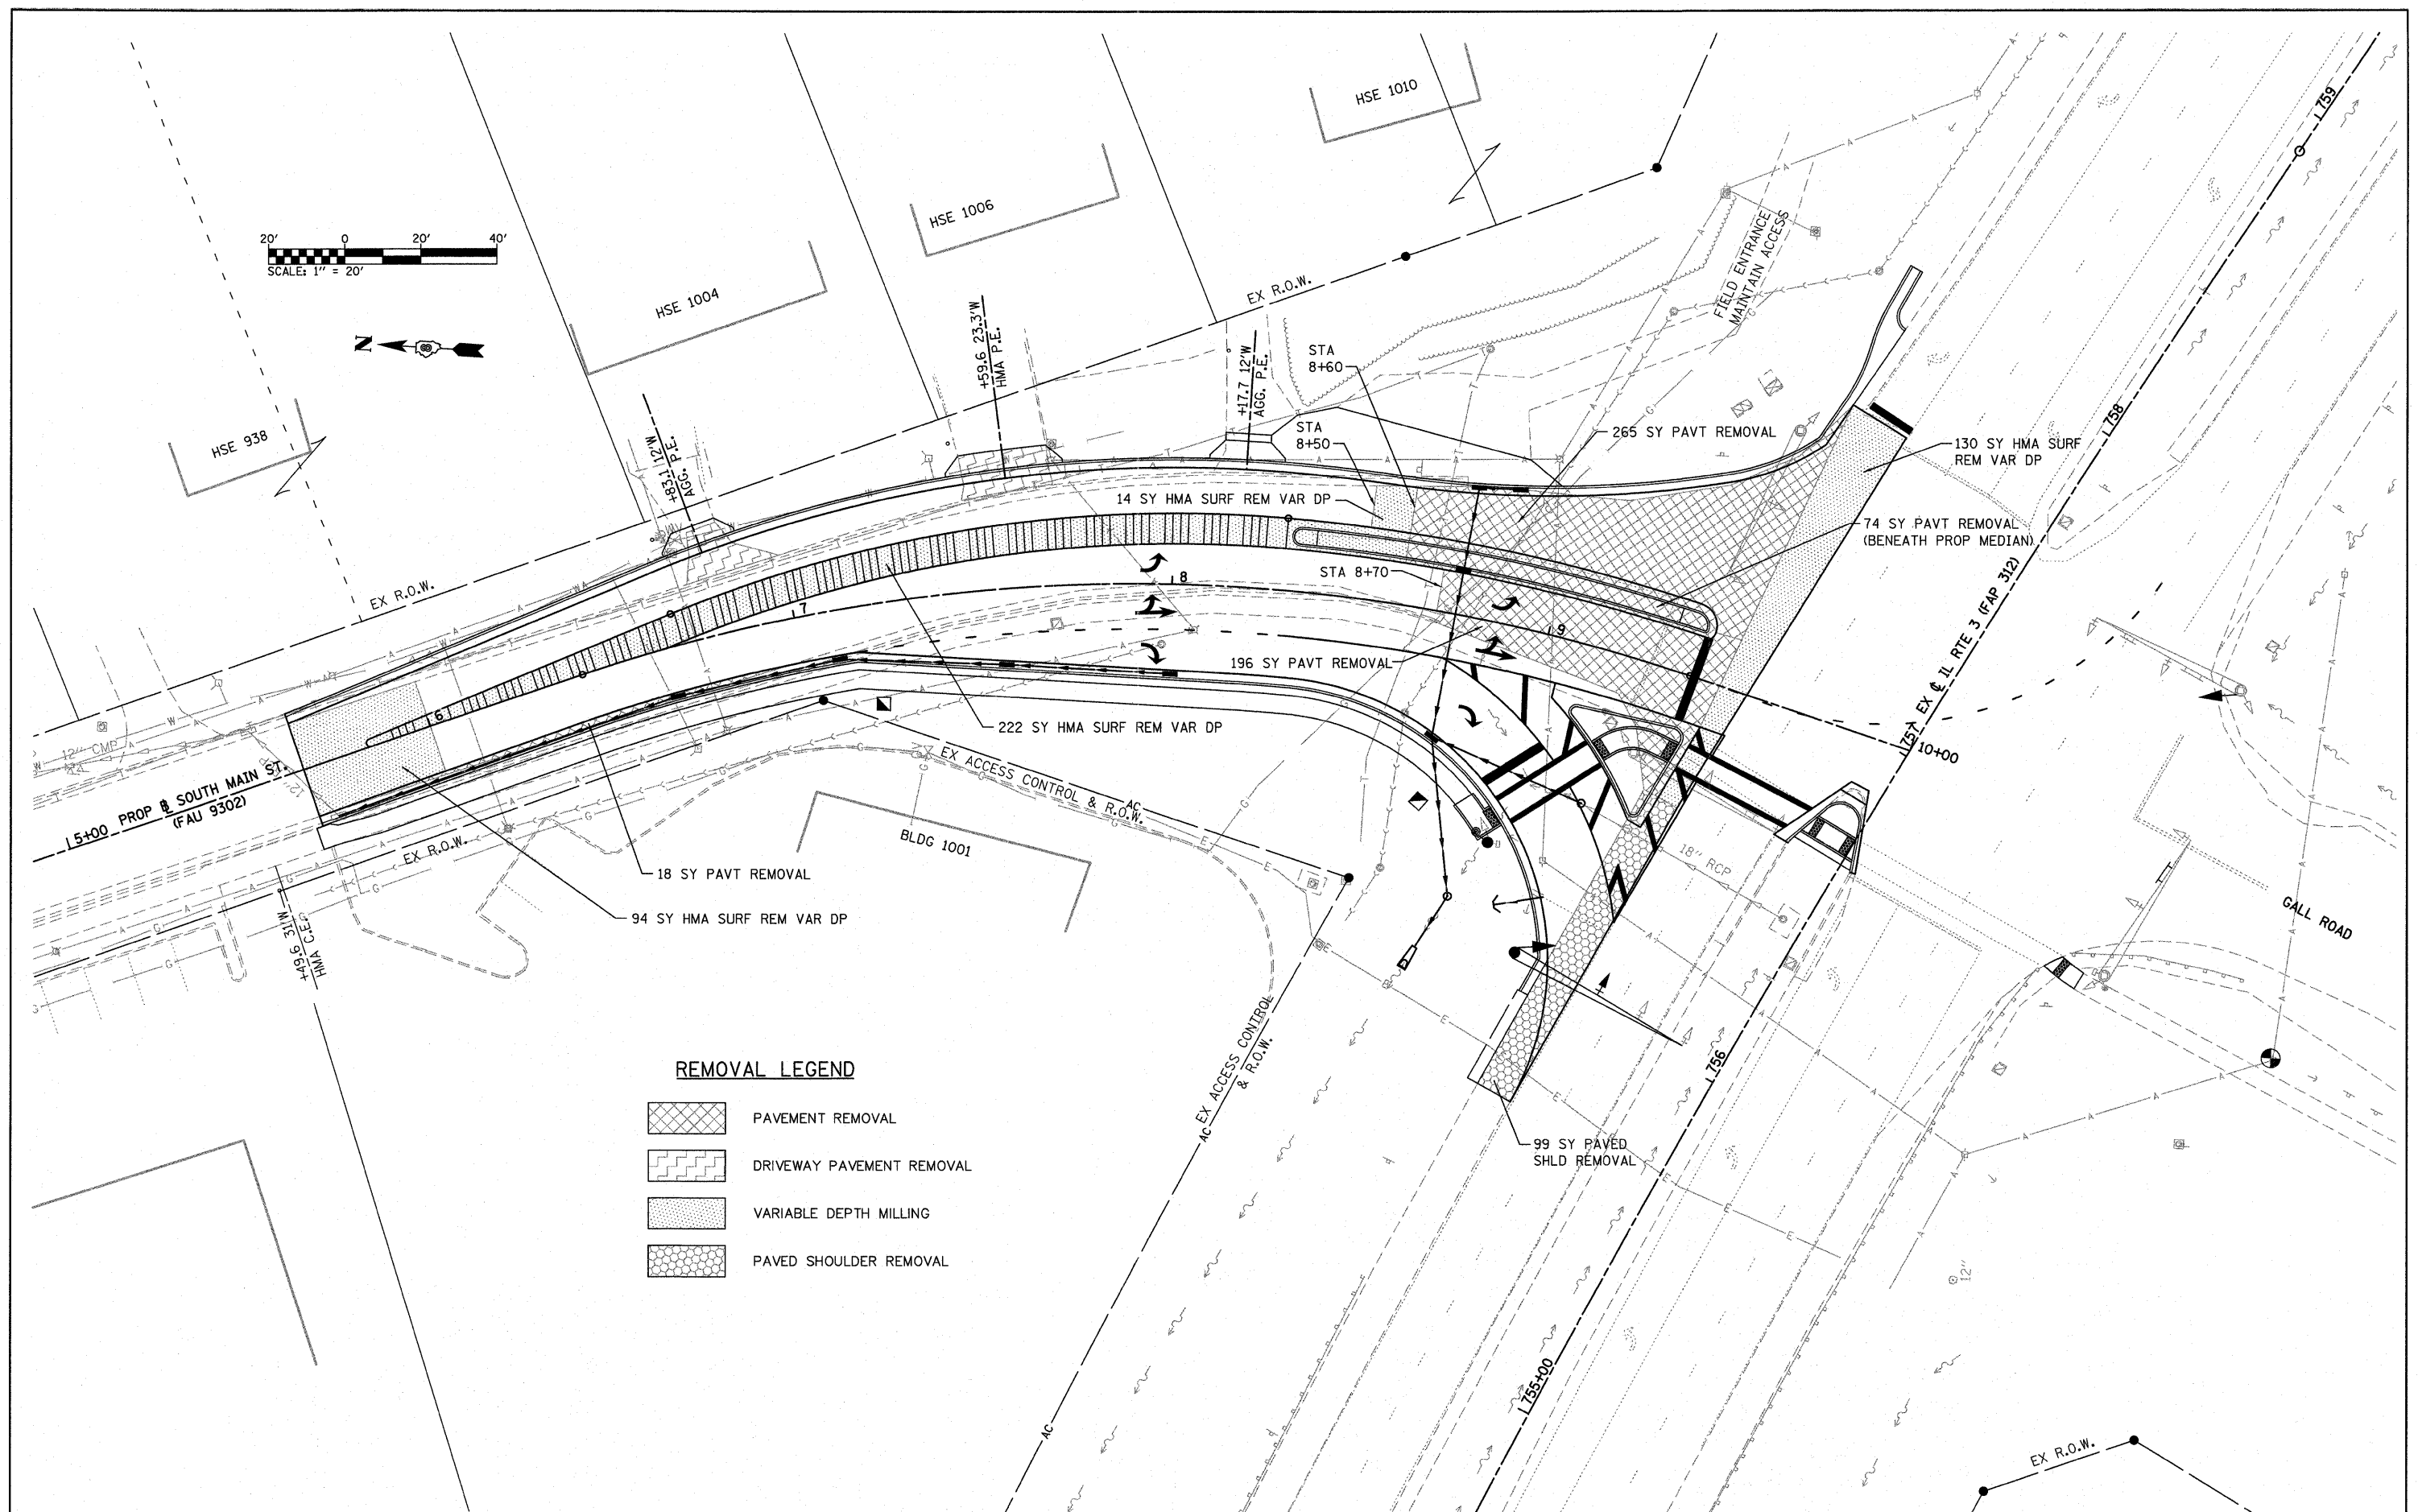 HSE 1010
759
HSE 1006
20' 0 20' 40'
SCALE: 1" = 20'
FIELD ENTRANCE
MAINTAIN ACCESS
EX R.O.W.
HSE 1004
N
+59.6 23.3'W
HMA P.E.
+17.7 12'W
AGG. P.E.
STA
8+60
HSE 938
+83.1 12'W
AGG. P.E.
STA
8+50
265 SY PAVT REMOVAL
758
130 SY HMA SURF
REM VAR DP
14 SY HMA SURF REM VAR DP
74 SY PAVT REMOVAL
(BENEATH PROP MEDIAN)
STA 8+70
8
EX R.O.W.
7
9
196 SY PAVT REMOVAL
6
222 SY HMA SURF REM VAR DP
757 EX ℄ IL RTE 3 (FAP 312)
10+00
12" CMP
5+00 PROP ⅊ SOUTH MAIN ST.
(FAU 9302)
EX ACCESS CONTROL & R.O.W.
AC
BLDG 1001
EX R.O.W.
18" RCP
18 SY PAVT REMOVAL
94 SY HMA SURF REM VAR DP
GALL ROAD
+49.6 31'W
HMA C.E.
EX ACCESS CONTROL
& R.O.W.
AC
756
REMOVAL LEGEND
PAVEMENT REMOVAL
DRIVEWAY PAVEMENT REMOVAL
VARIABLE DEPTH MILLING
PAVED SHOULDER REMOVAL
99 SY PAVED
SHLD REMOVAL
12"
755+00
AC
EX R.O.W.